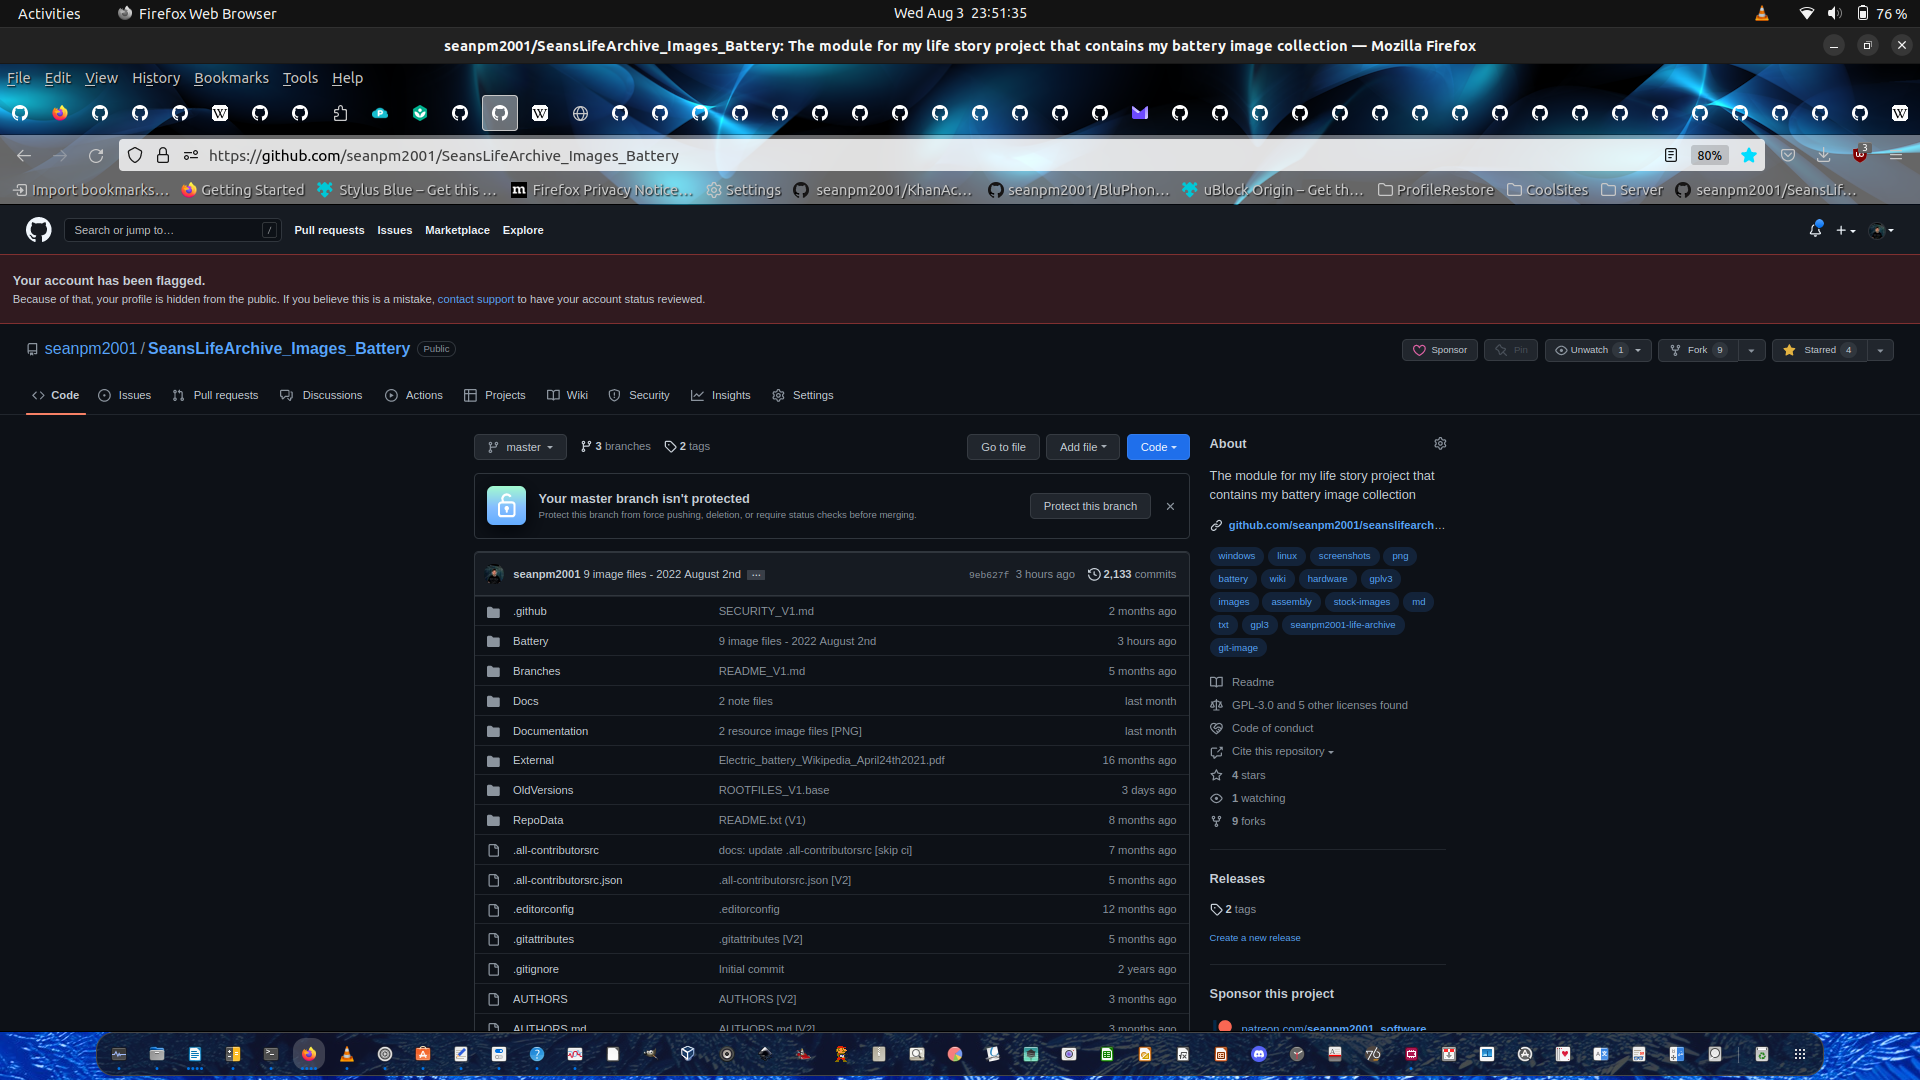 Activities Firefox Web Browser Wed Aug 3 23:51:35 76 %
seanpm2001/SeansLifeArchive_Images_Battery: The module for my life story project that contains my battery image collection — Mozilla Firefox
File Edit View History Bookmarks Tools Help
https://github.com/seanpm2001/SeansLifeArchive_Images_Battery 80% 3
Import bookmarks… Getting Started Stylus Blue – Get this … Firefox Privacy Notice… Settings seanpm2001/KhanAc… seanpm2001/BluPhon… uBlock Origin – Get th… ProfileRestore CoolSites Server seanpm2001/SeansLif…
Search or jump to… / Pull requests Issues Marketplace Explore
Your account has been flagged.
Because of that, your profile is hidden from the public. If you believe this is a mistake, contact support to have your account status reviewed.
seanpm2001 / SeansLifeArchive_Images_Battery Public Sponsor Pin Unwatch 1 Fork 9 Starred 4
Code Issues Pull requests Discussions Actions Projects Wiki Security Insights Settings
master 3 branches 2 tags Go to file Add file Code
Your master branch isn't protected
Protect this branch from force pushing, deletion, or require status checks before merging.
Protect this branch
seanpm2001 9 image files - 2022 August 2nd … 9eb627f 3 hours ago 2,133 commits
.github SECURITY_V1.md 2 months ago
Battery 9 image files - 2022 August 2nd 3 hours ago
Branches README_V1.md 5 months ago
Docs 2 note files last month
Documentation 2 resource image files [PNG] last month
External Electric_battery_Wikipedia_April24th2021.pdf 16 months ago
OldVersions ROOTFILES_V1.base 3 days ago
RepoData README.txt (V1) 8 months ago
.all-contributorsrc docs: update .all-contributorsrc [skip ci] 7 months ago
.all-contributorsrc.json .all-contributorsrc.json [V2] 5 months ago
.editorconfig .editorconfig 12 months ago
.gitattributes .gitattributes [V2] 5 months ago
.gitignore Initial commit 2 years ago
AUTHORS AUTHORS [V2] 3 months ago
AUTHORS.md AUTHORS.md [V2] 3 months ago
About
The module for my life story project that
contains my battery image collection
github.com/seanpm2001/seanslifearch…
windows linux screenshots png
battery wiki hardware gplv3
images assembly stock-images md
txt gpl3 seanpm2001-life-archive
git-image
Readme
GPL-3.0 and 5 other licenses found
Code of conduct
Cite this repository
4 stars
1 watching
9 forks
Releases
2 tags
Create a new release
Sponsor this project
patreon.com/seanpm2001_software